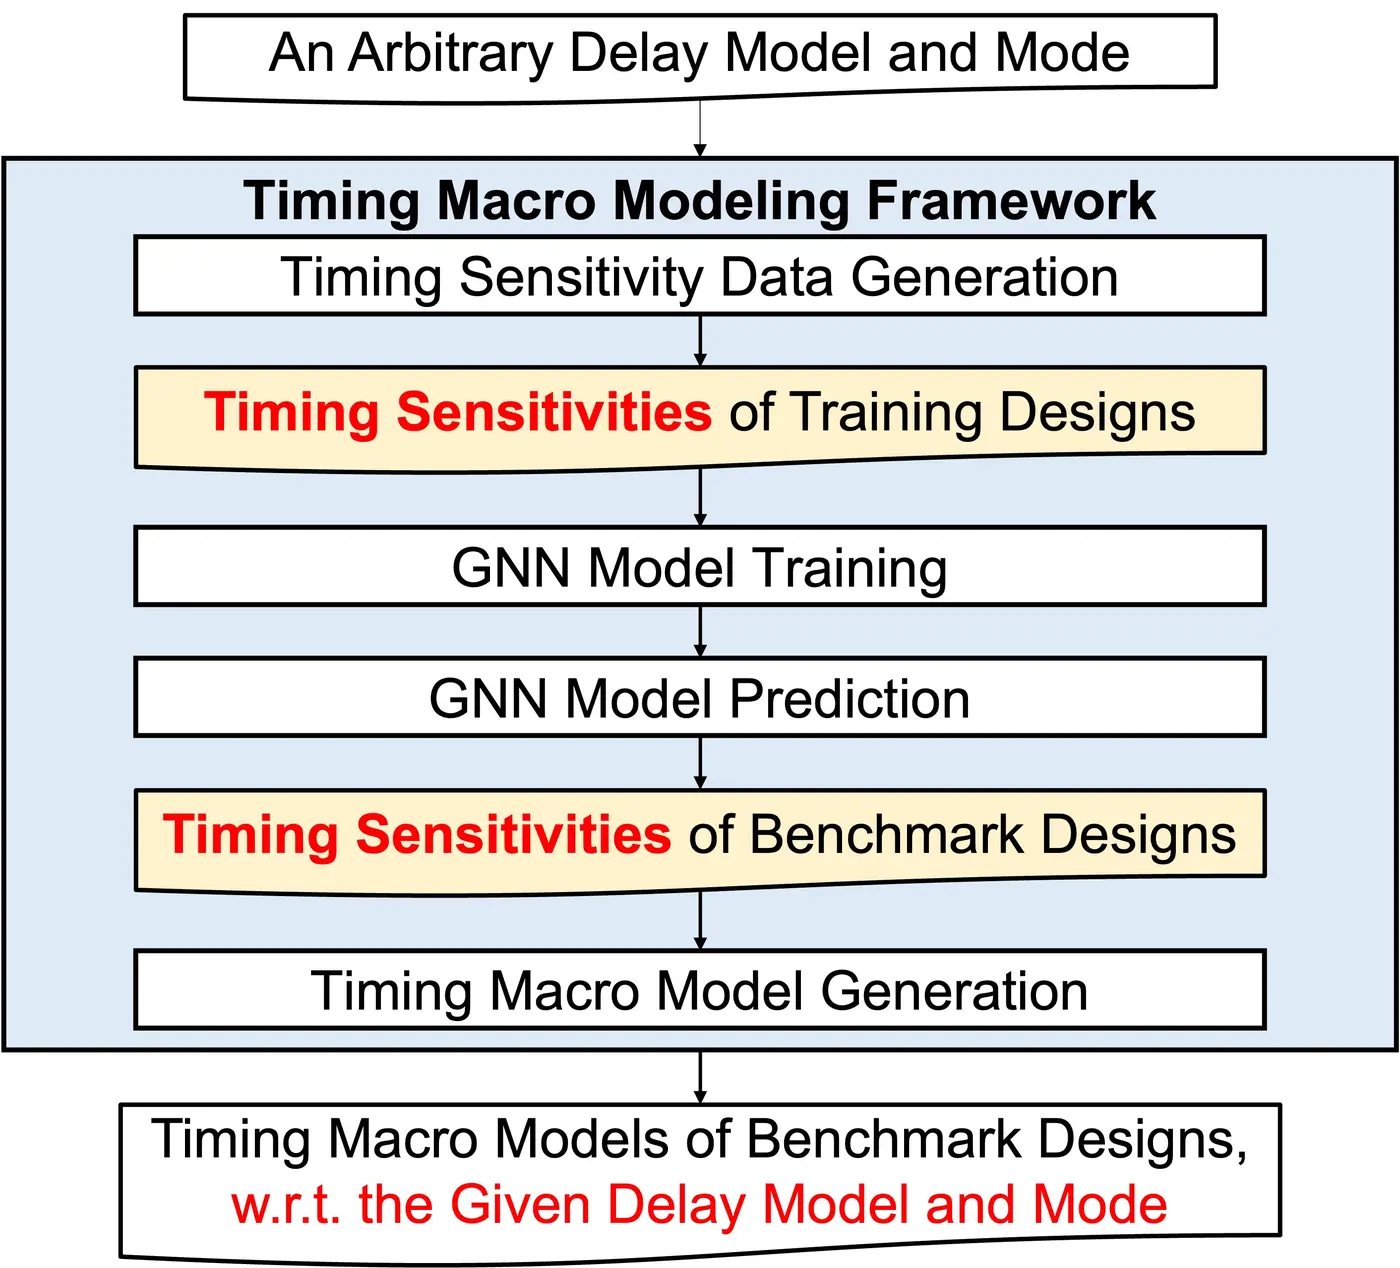 An Arbitrary Delay Model and Mode
Timing Macro Modeling Framework
Timing Sensitivity Data Generation
Timing Sensitivities of Training Designs
GNN Model Training
GNN Model Prediction
Timing Sensitivities of Benchmark Designs
Timing Macro Model Generation
Timing Macro Models of Benchmark Designs,
w.r.t. the Given Delay Model and Mode